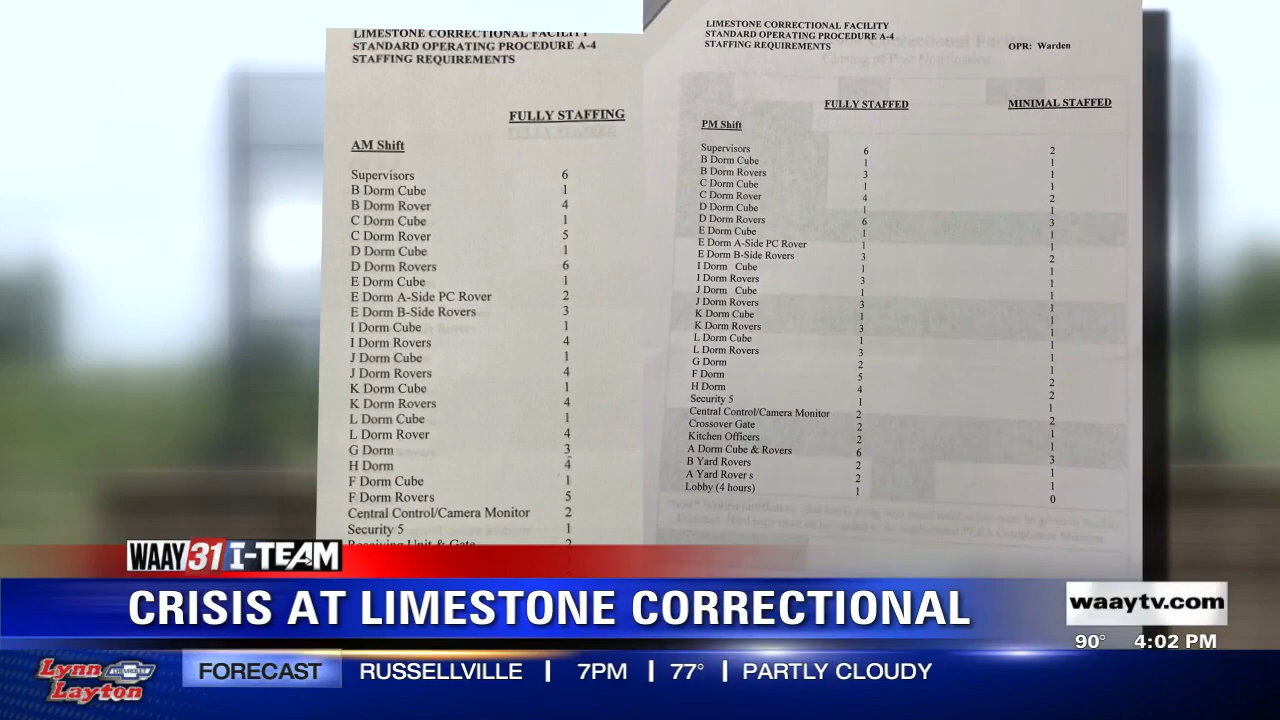 LIMESTONE CORRECTIONAL FACILITY
STANDARD OPERATING PROCEDURE A-4
STAFFING REQUIREMENTS
FULLY STAFFING
AM Shift
Supervisors 6
B Dorm Cube 1
B Dorm Rover 4
C Dorm Cube 1
C Dorm Rover 5
D Dorm Cube 1
D Dorm Rovers 6
E Dorm Cube 1
E Dorm A-Side PC Rover 2
E Dorm B-Side Rovers 3
I Dorm Cube 1
I Dorm Rovers 4
J Dorm Cube 1
J Dorm Rovers 4
K Dorm Cube 1
K Dorm Rovers 4
L Dorm Cube 1
L Dorm Rover 4
G Dorm 3
H Dorm 4
F Dorm Cube 1
F Dorm Rovers 5
Central Control/Camera Monitor 2
Security 5 1
Receiving Unit & Gate 2
LIMESTONE CORRECTIONAL FACILITY
STANDARD OPERATING PROCEDURE A-4
STAFFING REQUIREMENTS OPR: Warden
FULLY STAFFED MINIMAL STAFFED
PM Shift
Supervisors 6 2
B Dorm Cube 1 1
B Dorm Rovers 3 1
C Dorm Cube 1 1
C Dorm Rover 4 2
D Dorm Cube 1 1
D Dorm Rovers 6 3
E Dorm Cube 1 1
E Dorm A-Side PC Rover 1 1
E Dorm B-Side Rovers 3 2
I Dorm Cube 1 1
I Dorm Rovers 3 1
J Dorm Cube 1 1
J Dorm Rovers 3 1
K Dorm Cube 1 1
K Dorm Rovers 3 1
L Dorm Cube 1 1
L Dorm Rovers 3 1
G Dorm 2 1
F Dorm 5 2
H Dorm 4 2
Security 5 1 1
Central Control/Camera Monitor 2 2
Crossover Gate 2 1
Kitchen Officers 2 1
A Dorm Cube & Rovers 6 3
B Yard Rovers 2 1
A Yard Rover s 2 1
Lobby (4 hours) 1 0
WAAY 31 I-TEAM
CRISIS AT LIMESTONE CORRECTIONAL
waaytv.com
90° 4:02 PM
Lynn Layton CHEVROLET
FORECAST RUSSELLVILLE | 7PM | 77° | PARTLY CLOUDY